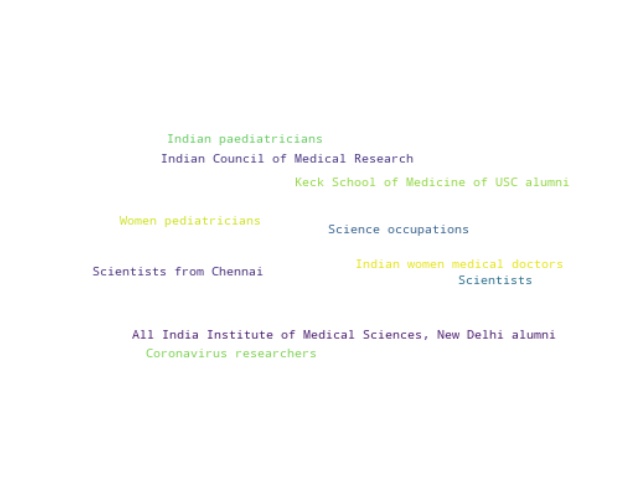 Indian paediatricians
Indian Council of Medical Research
Keck School of Medicine of USC alumni
Women pediatricians
Science occupations
Indian women medical doctors
Scientists from Chennai
Scientists
All India Institute of Medical Sciences, New Delhi alumni
Coronavirus researchers